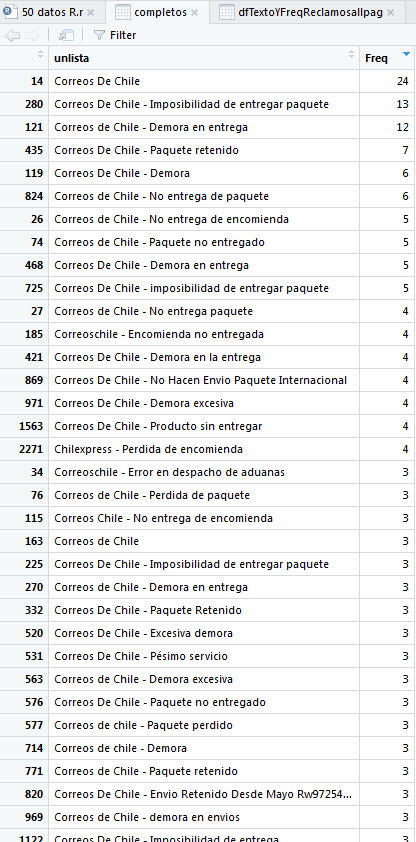 50 datos R.r
completos
dfTextoYFreqReclamosallpag
Filter
unlista Freq
14 Correos De Chile 24
280 Correos De Chile - Imposibilidad de entregar paquete 13
121 Correos de Chile - Demora en entrega 12
435 Correos de Chile - Paquete retenido 7
119 Correos De Chile - Demora 6
824 Correos de Chile - No entrega de paquete 6
26 Correos de Chile - No entrega de encomienda 5
74 Correos de Chile - Paquete no entregado 5
468 Correos De Chile - Demora en entrega 5
725 Correos de Chile - imposibilidad de entregar paquete 5
27 Correos de Chile - No entrega paquete 4
185 Correoschile - Encomienda no entregada 4
421 Correos De Chile - Demora en la entrega 4
869 Correos De Chile - No Hacen Envio Paquete Internacional 4
971 Correos De Chile - Demora excesiva 4
1563 Correos De Chile - Producto sin entregar 4
2271 Chilexpress - Perdida de encomienda 4
34 Correoschile - Error en despacho de aduanas 3
76 Correos de Chile - Perdida de paquete 3
115 Correos Chile - No entrega de encomienda 3
163 Correos de Chile 3
225 Correos De Chile - Imposibilidad de entregar paquete 3
270 Correos de Chile - Demora en entrega 3
332 Correos De Chile - Paquete Retenido 3
520 Correos De Chile - Excesiva demora 3
531 Correos De Chile - Pésimo servicio 3
563 Correos De Chile - Demora excesiva 3
576 Correos De Chile - Paquete no entregado 3
577 Correos de chile - Paquete perdido 3
714 Correos de chile - Demora 3
771 Correos de Chile - Paquete retenido 3
820 Correos De Chile - Envio Retenido Desde Mayo Rw97254... 3
969 Correos de chile - demora en envios 3
1122 Correos De Chile - Imposibilidad de entrega 3